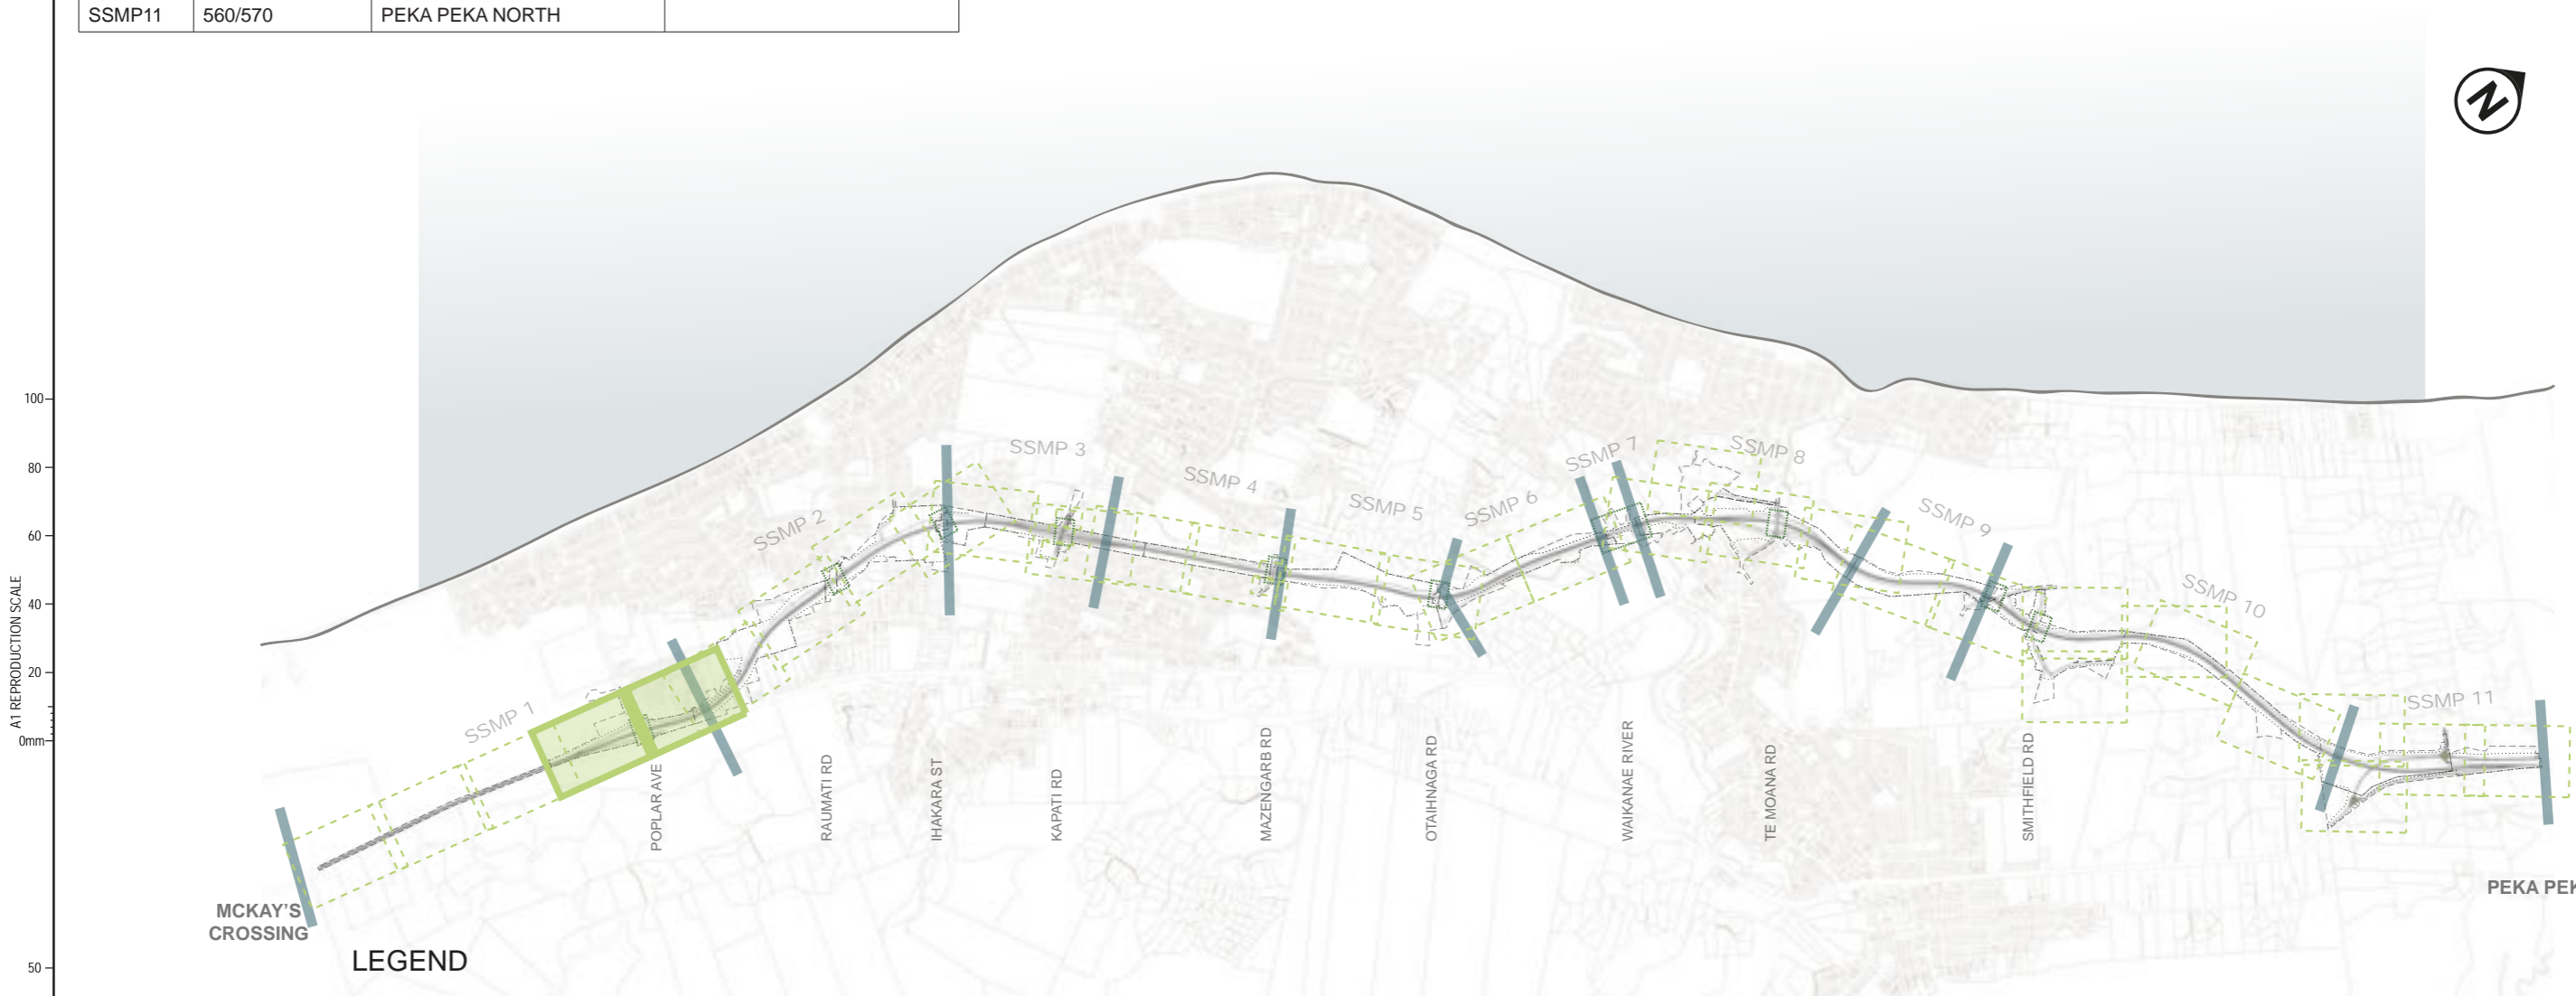 SSMP11 560/570 PEKA PEKA NORTH
N
SSMP 1
SSMP 2
SSMP 3
SSMP 4
SSMP 5
SSMP 6
SSMP 7
SSMP 8
SSMP 9
SSMP 10
SSMP 11
POPLAR AVE
RAUMATI RD
IHAKARA ST
KAPATI RD
MAZENGARB RD
OTAIHNAGA RD
WAIKANAE RIVER
TE MOANA RD
SMITHFIELD RD
MCKAY'S
CROSSING
PEKA PEK
LEGEND
A1 REPRODUCTION SCALE
100
80
60
40
20
0mm
50